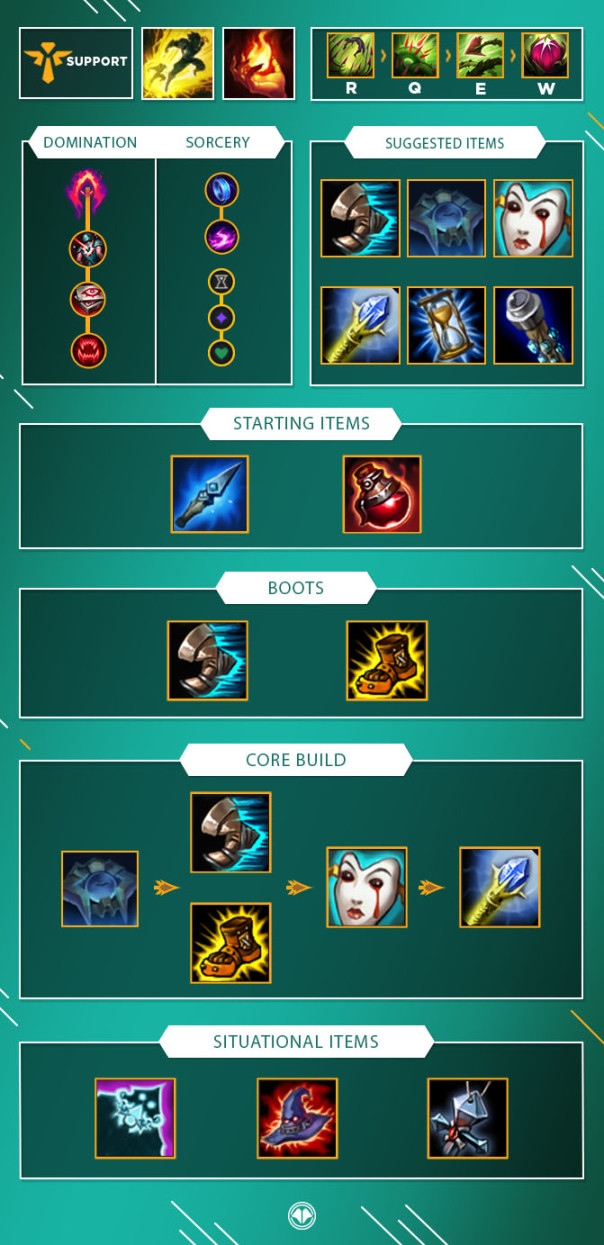 SUPPORT
R Q E W
DOMINATION SORCERY
SUGGESTED ITEMS
STARTING ITEMS
BOOTS
CORE BUILD
SITUATIONAL ITEMS